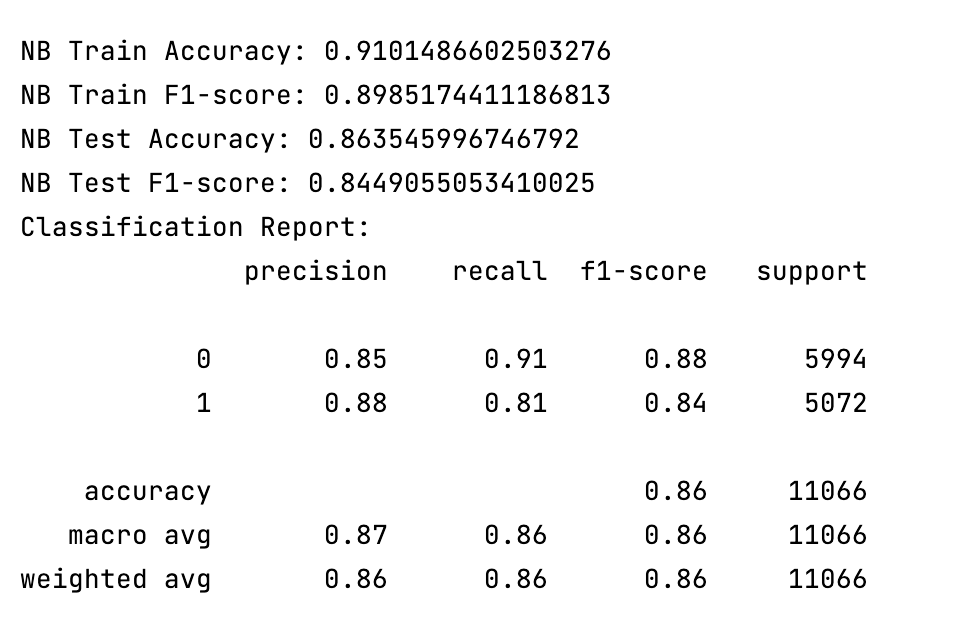 NB Train Accuracy: 0.9101486602503276
NB Train F1-score: 0.8985174411186813
NB Test Accuracy: 0.863545996746792
NB Test F1-score: 0.8449055053410025
Classification Report:
              precision    recall  f1-score   support

           0       0.85      0.91      0.88      5994
           1       0.88      0.81      0.84      5072

    accuracy                           0.86     11066
   macro avg       0.87      0.86      0.86     11066
weighted avg       0.86      0.86      0.86     11066